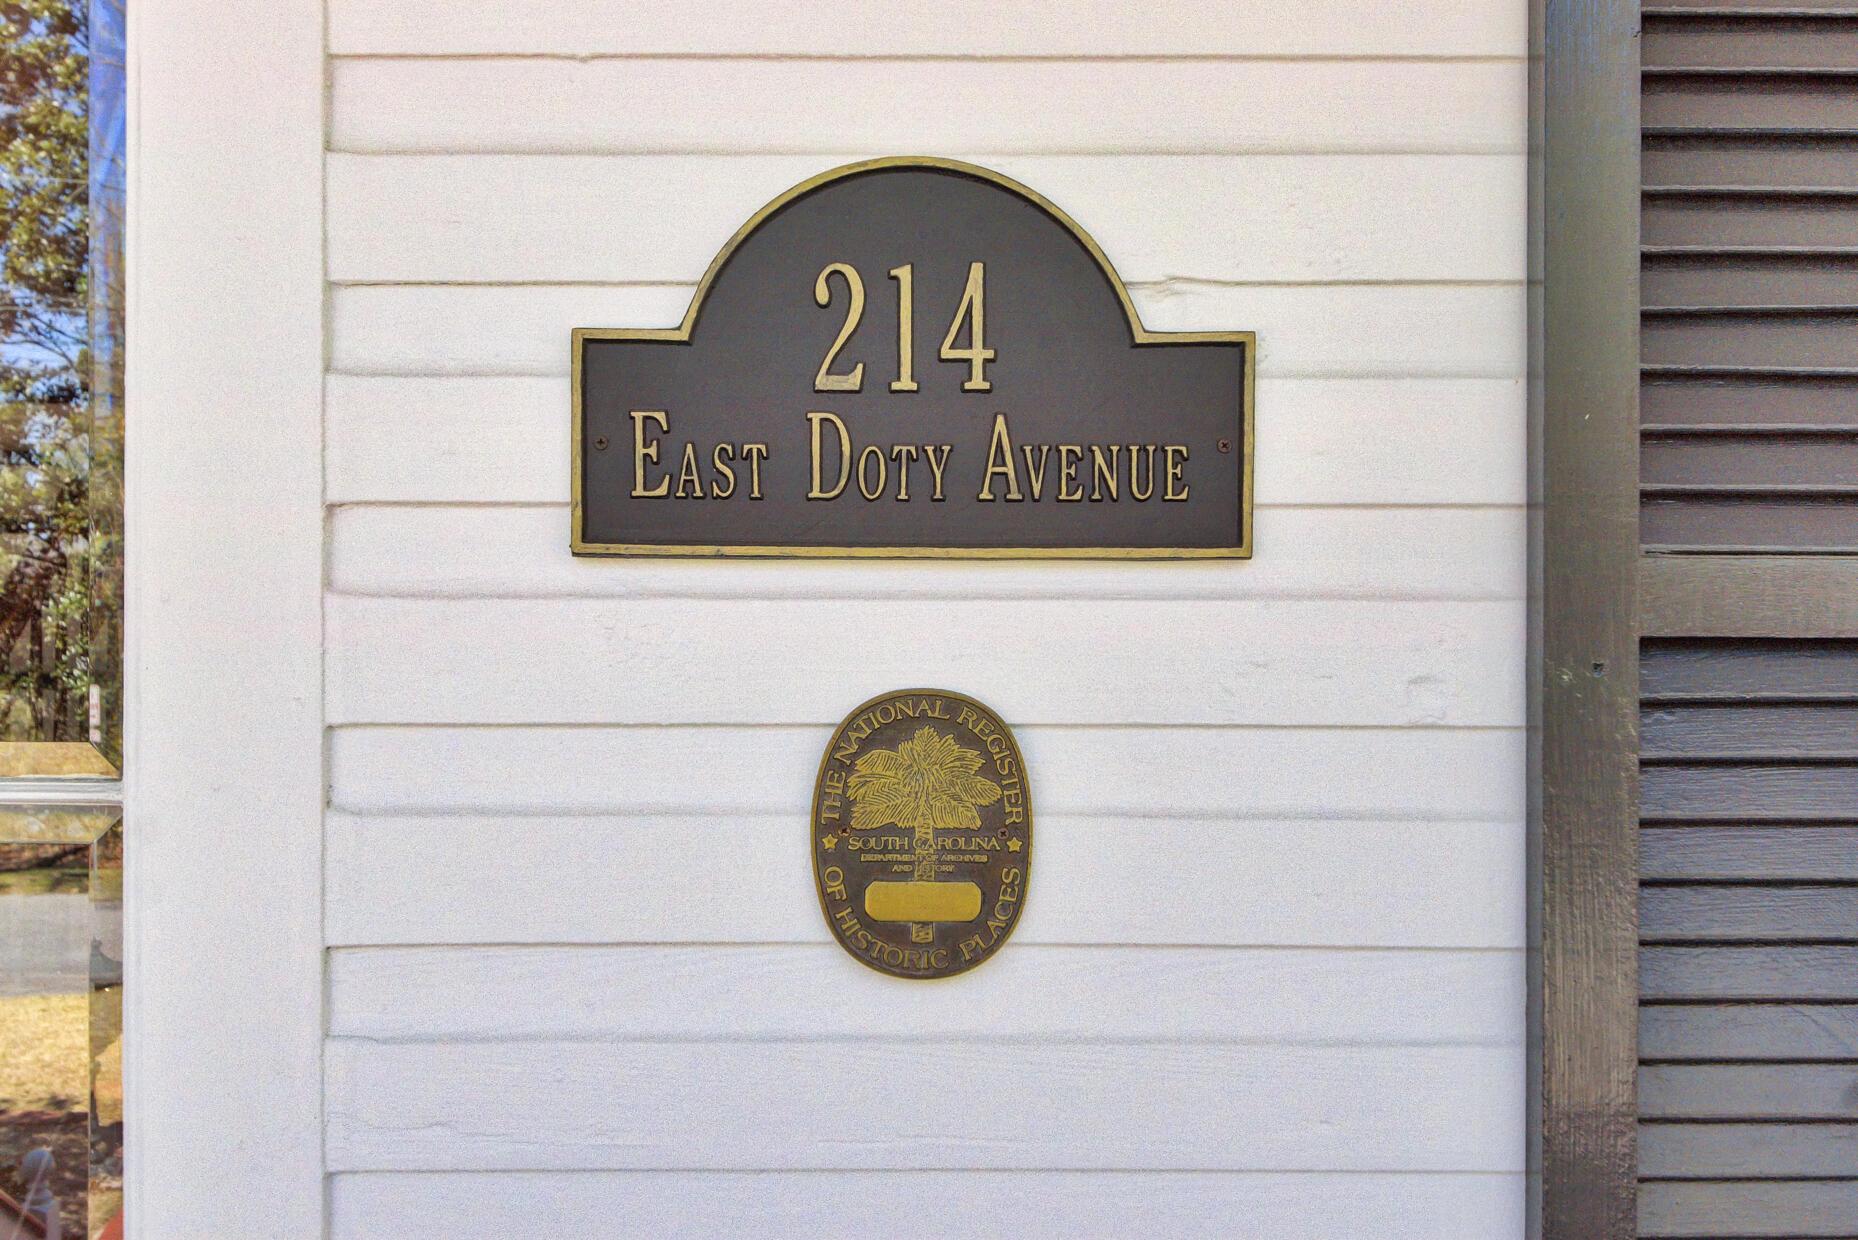 214
East Doty Avenue
THE NATIONAL REGISTER
SOUTH CAROLINA
DEPARTMENT OF ARCHIVES
AND HISTORY
OF HISTORIC PLACES